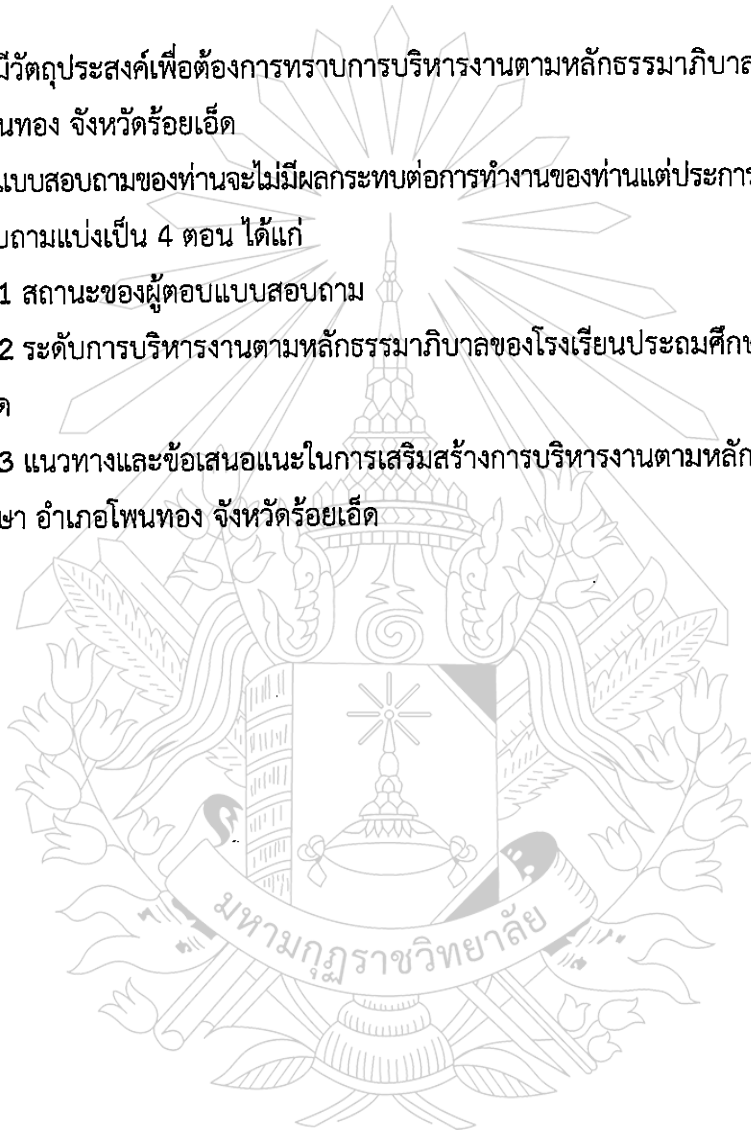 มีวัตถุประสงค์เพื่อต้องการทราบการบริหารงานตามหลักธรรมาภิบาล
นทอง จังหวัดร้อยเอ็ด
แบบสอบถามของท่านจะไม่มีผลกระทบต่อการทำงานของท่านแต่ประการ
บถามแบ่งเป็น 4 ตอน ได้แก่
1 สถานะของผู้ตอบแบบสอบถาม
2 ระดับการบริหารงานตามหลักธรรมาภิบาลของโรงเรียนประถมศึกษ
ด
3 แนวทางและข้อเสนอแนะในการเสริมสร้างการบริหารงานตามหลัก
ษา อำเภอโพนทอง จังหวัดร้อยเอ็ด
มหามกุฏราชวิทยาลัย